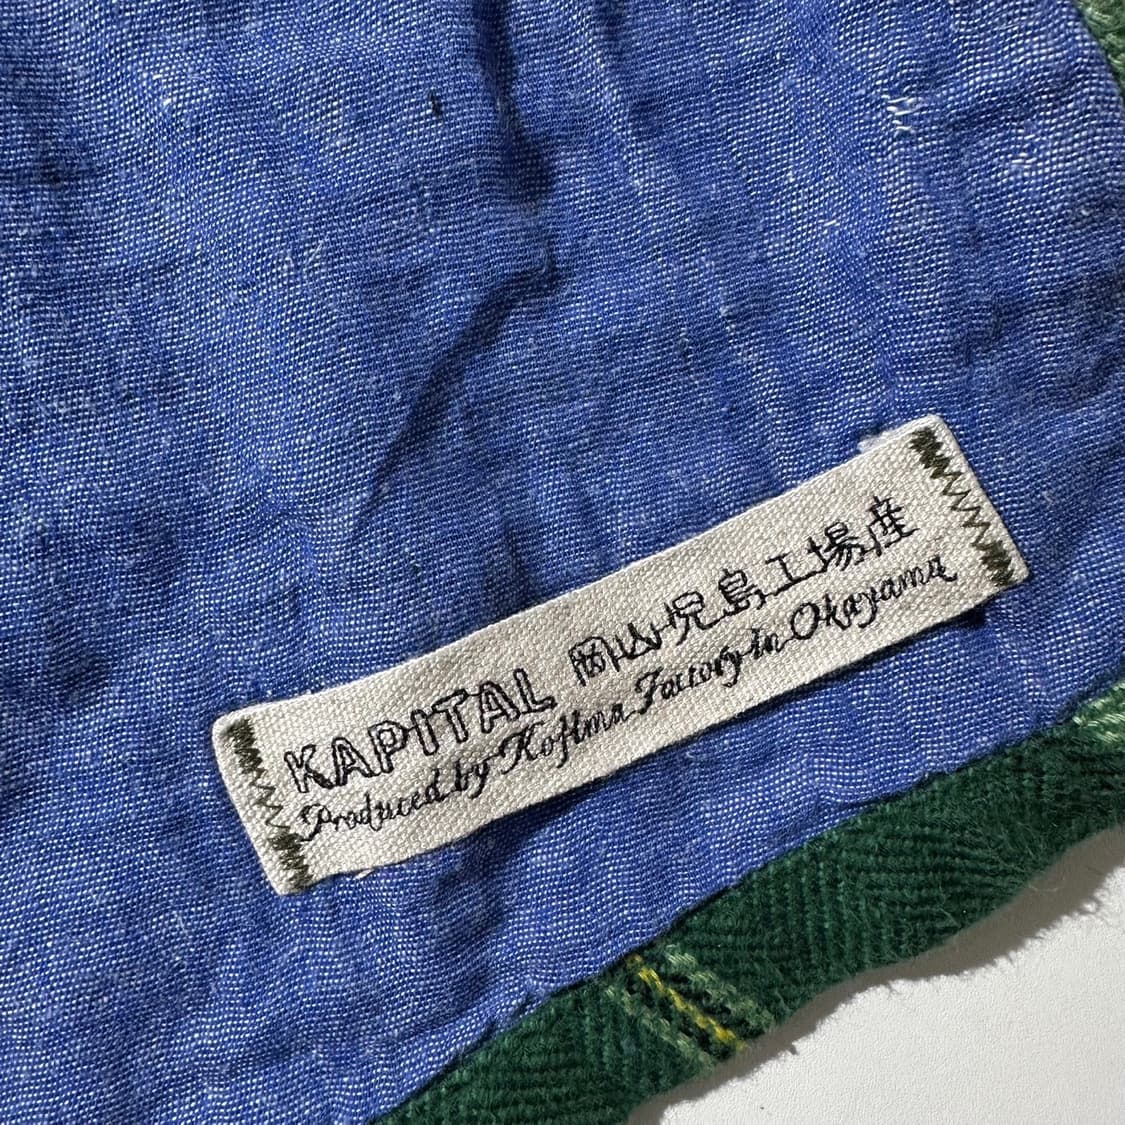 KAPITAL 岡山児島工場産
Produced by Kojima Factory in Okayama